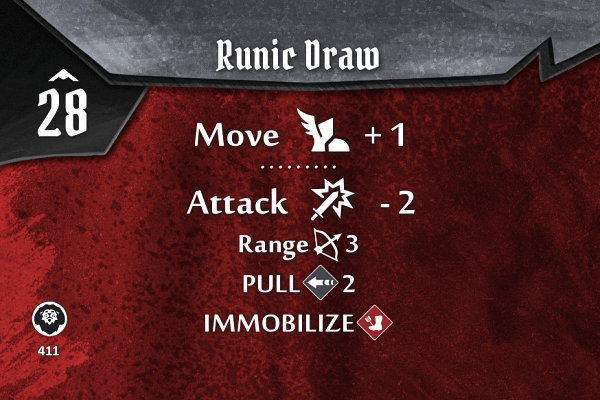 Runic Draw
28
Move + 1
Attack - 2
Range 3
PULL 2
IMMOBILIZE
411